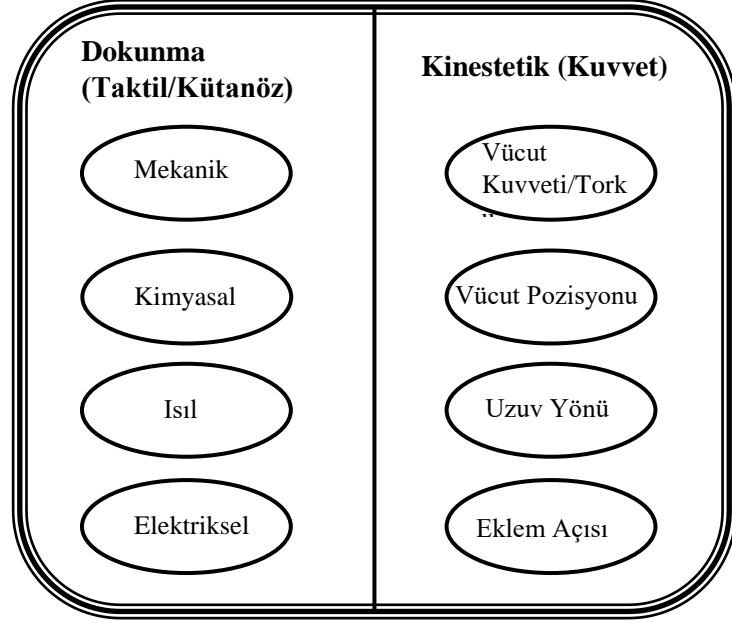 Dokunma
(Taktil/Kütanöz)
Mekanik
Kimyasal
Isıl
Elektriksel
Kinestetik (Kuvvet)
Vücut
Kuvveti/Tork
Vücut Pozisyonu
Uzuv Yönü
Eklem Açısı